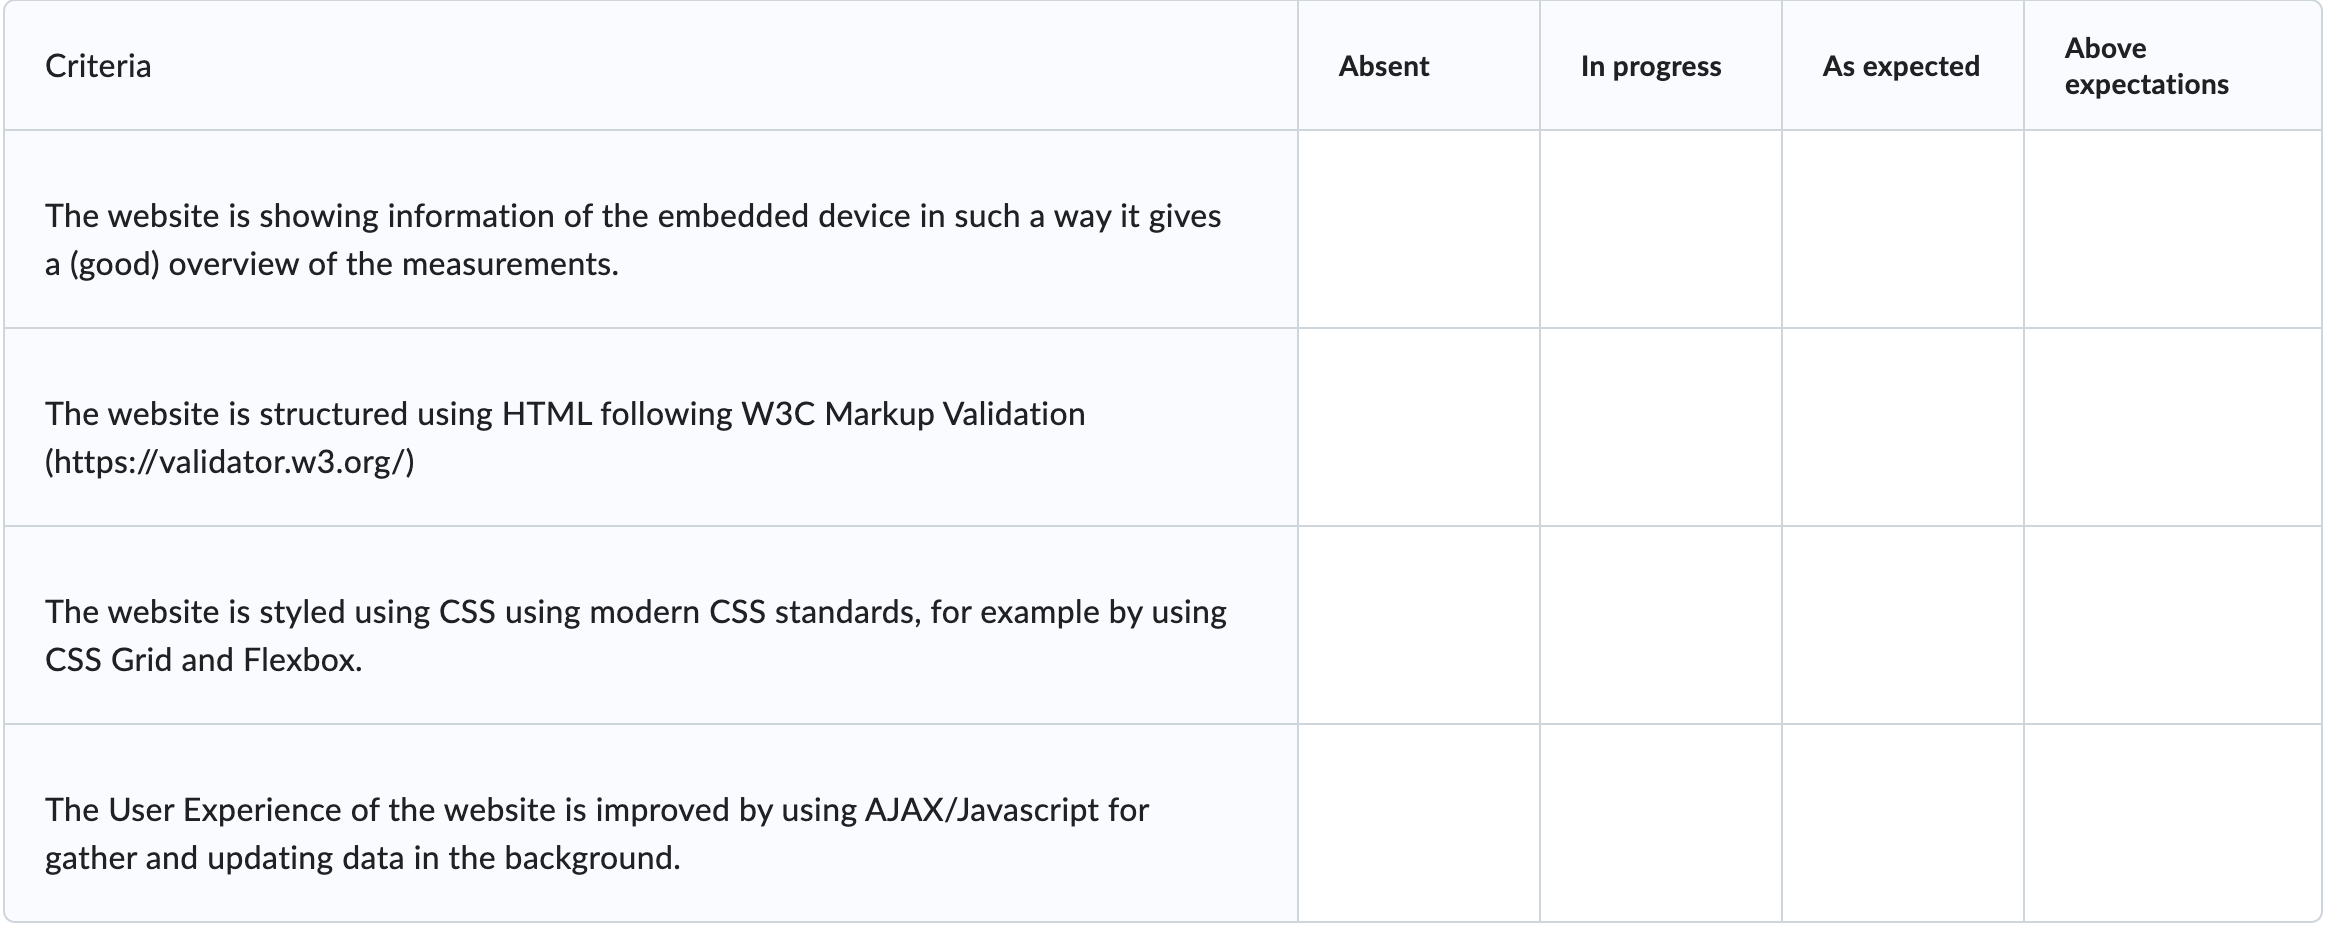 Criteria
Absent
In progress
As expected
Above
expectations
The website is showing information of the embedded device in such a way it gives
a (good) overview of the measurements.
The website is structured using HTML following W3C Markup Validation
(https://validator.w3.org/)
The website is styled using CSS using modern CSS standards, for example by using
CSS Grid and Flexbox.
The User Experience of the website is improved by using AJAX/Javascript for
gather and updating data in the background.